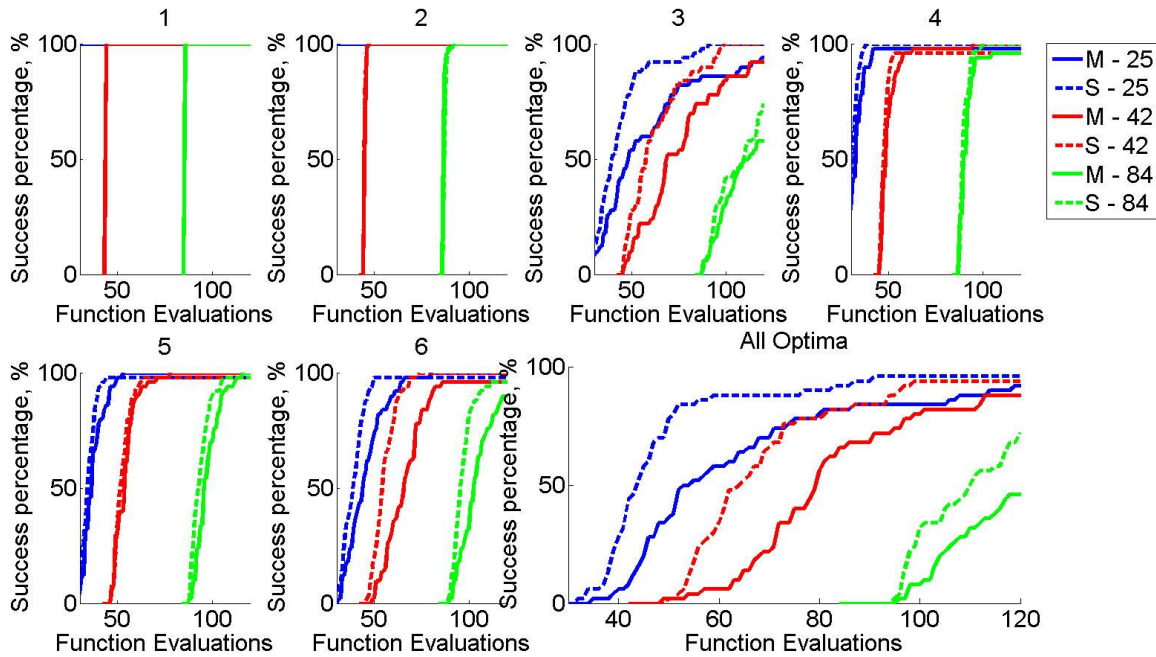 1
2
3
4
Success percentage, %
100
50
0
50
100
Function Evaluations
Success percentage, %
100
50
0
50
100
Function Evaluations
Success percentage, %
100
50
0
50
100
Function Evaluations
Success percentage, %
100
50
0
50
100
Function Evaluations
M - 25
S - 25
M - 42
S - 42
M - 84
S - 84
5
6
All Optima
Success percentage, %
100
50
0
50
100
Function Evaluations
Success percentage, %
100
50
0
50
100
Function Evaluations
Success percentage, %
100
50
0
40
60
80
100
120
Function Evaluations